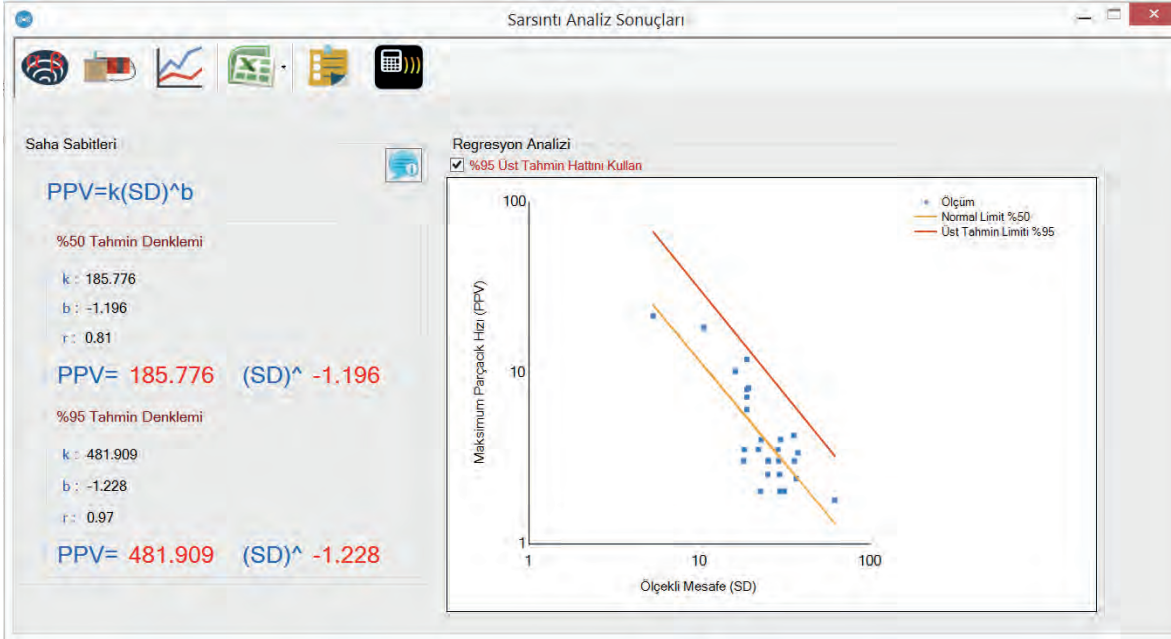 Sarsıntı Analiz Sonuçları
Saha Sabitleri
PPV=k(SD)^b
%50 Tahmin Denklemi
k : 185.776
b : -1.196
r : 0.81
PPV= 185.776 (SD)^ -1.196
%95 Tahmin Denklemi
k : 481.909
b : -1.228
r : 0.97
PPV= 481.909 (SD)^ -1.228
Regresyon Analizi
%95 Üst Tahmin Hattını Kullan
Ölçüm
Normal Limit %50
Üst Tahmin Limiti %95
Maksimum Parçacık Hızı (PPV)
100
10
1
1
10
100
Ölçekli Mesafe (SD)